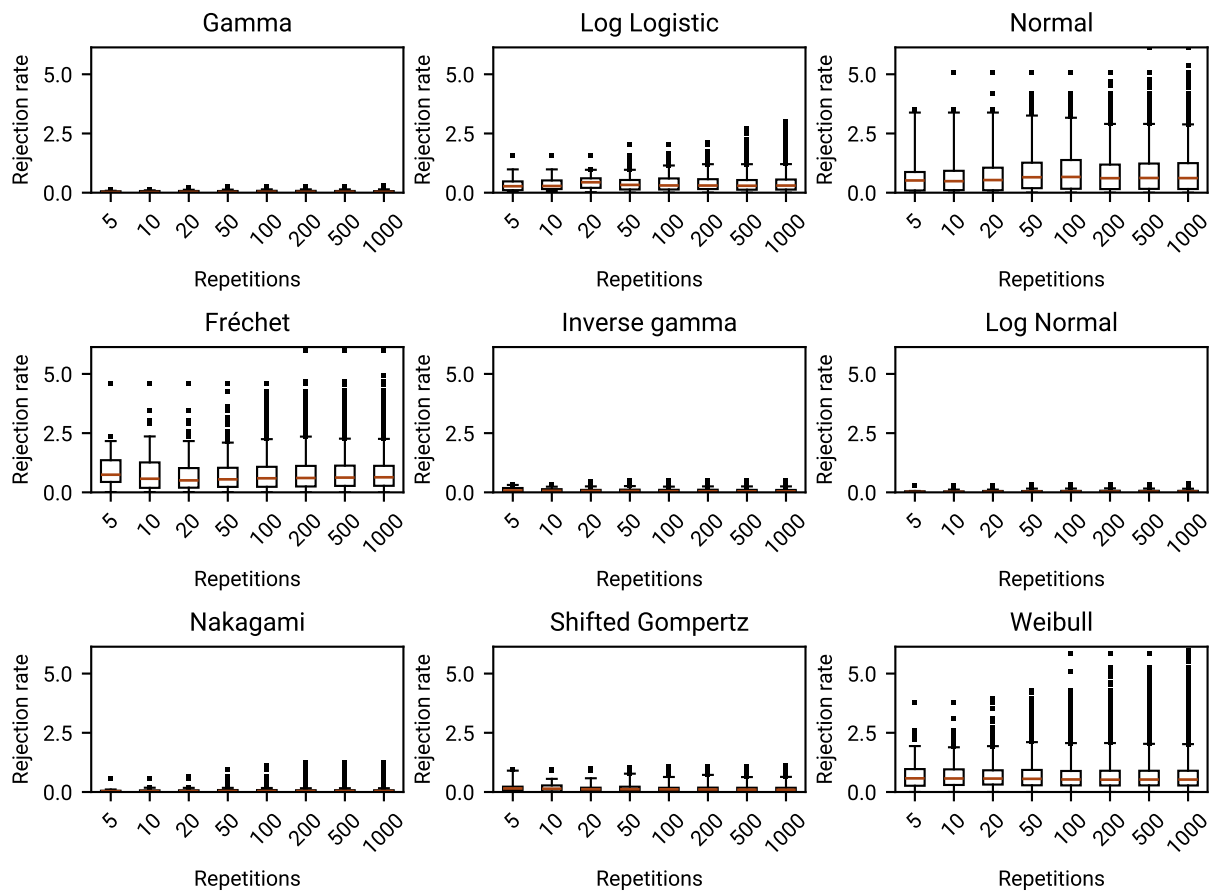 Gamma
Log Logistic
Normal
Rejection rate
5.0
2.5
0.0
5 10 20 50 100 200 500 1000
Repetitions
Rejection rate
5.0
2.5
0.0
5 10 20 50 100 200 500 1000
Repetitions
Rejection rate
5.0
2.5
0.0
5 10 20 50 100 200 500 1000
Repetitions
Fréchet
Inverse gamma
Log Normal
Rejection rate
5.0
2.5
0.0
5 10 20 50 100 200 500 1000
Repetitions
Rejection rate
5.0
2.5
0.0
5 10 20 50 100 200 500 1000
Repetitions
Rejection rate
5.0
2.5
0.0
5 10 20 50 100 200 500 1000
Repetitions
Nakagami
Shifted Gompertz
Weibull
Rejection rate
5.0
2.5
0.0
5 10 20 50 100 200 500 1000
Repetitions
Rejection rate
5.0
2.5
0.0
5 10 20 50 100 200 500 1000
Repetitions
Rejection rate
5.0
2.5
0.0
5 10 20 50 100 200 500 1000
Repetitions